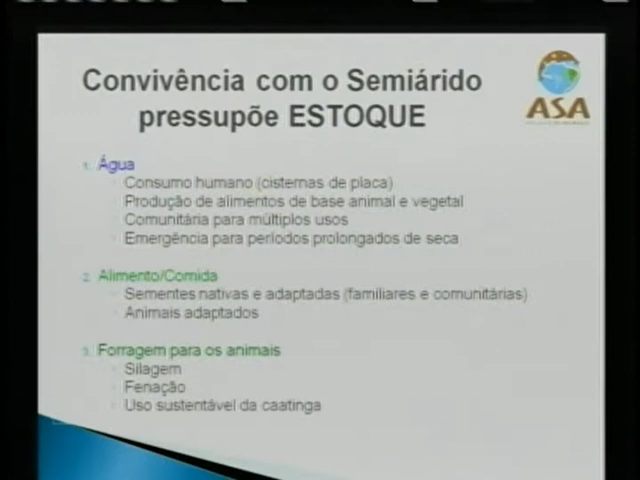 Convivência com o Semiárido
pressupõe ESTOQUE
ASA
1. Água
Consumo humano (cisternas de placa)
Produção de alimentos de base animal e vegetal
Comunitária para múltiplos usos
Emergência para períodos prolongados de seca
2. Alimento/Comida
Sementes nativas e adaptadas (familiares e comunitárias)
Animais adaptados
3. Forragem para os animais
Silagem
Fenação
Uso sustentável da caatinga